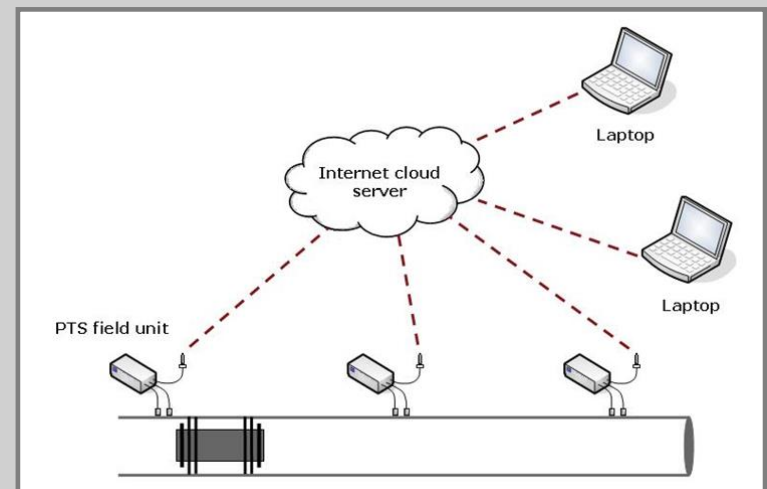 Laptop
Internet cloud
server
Laptop
PTS field unit